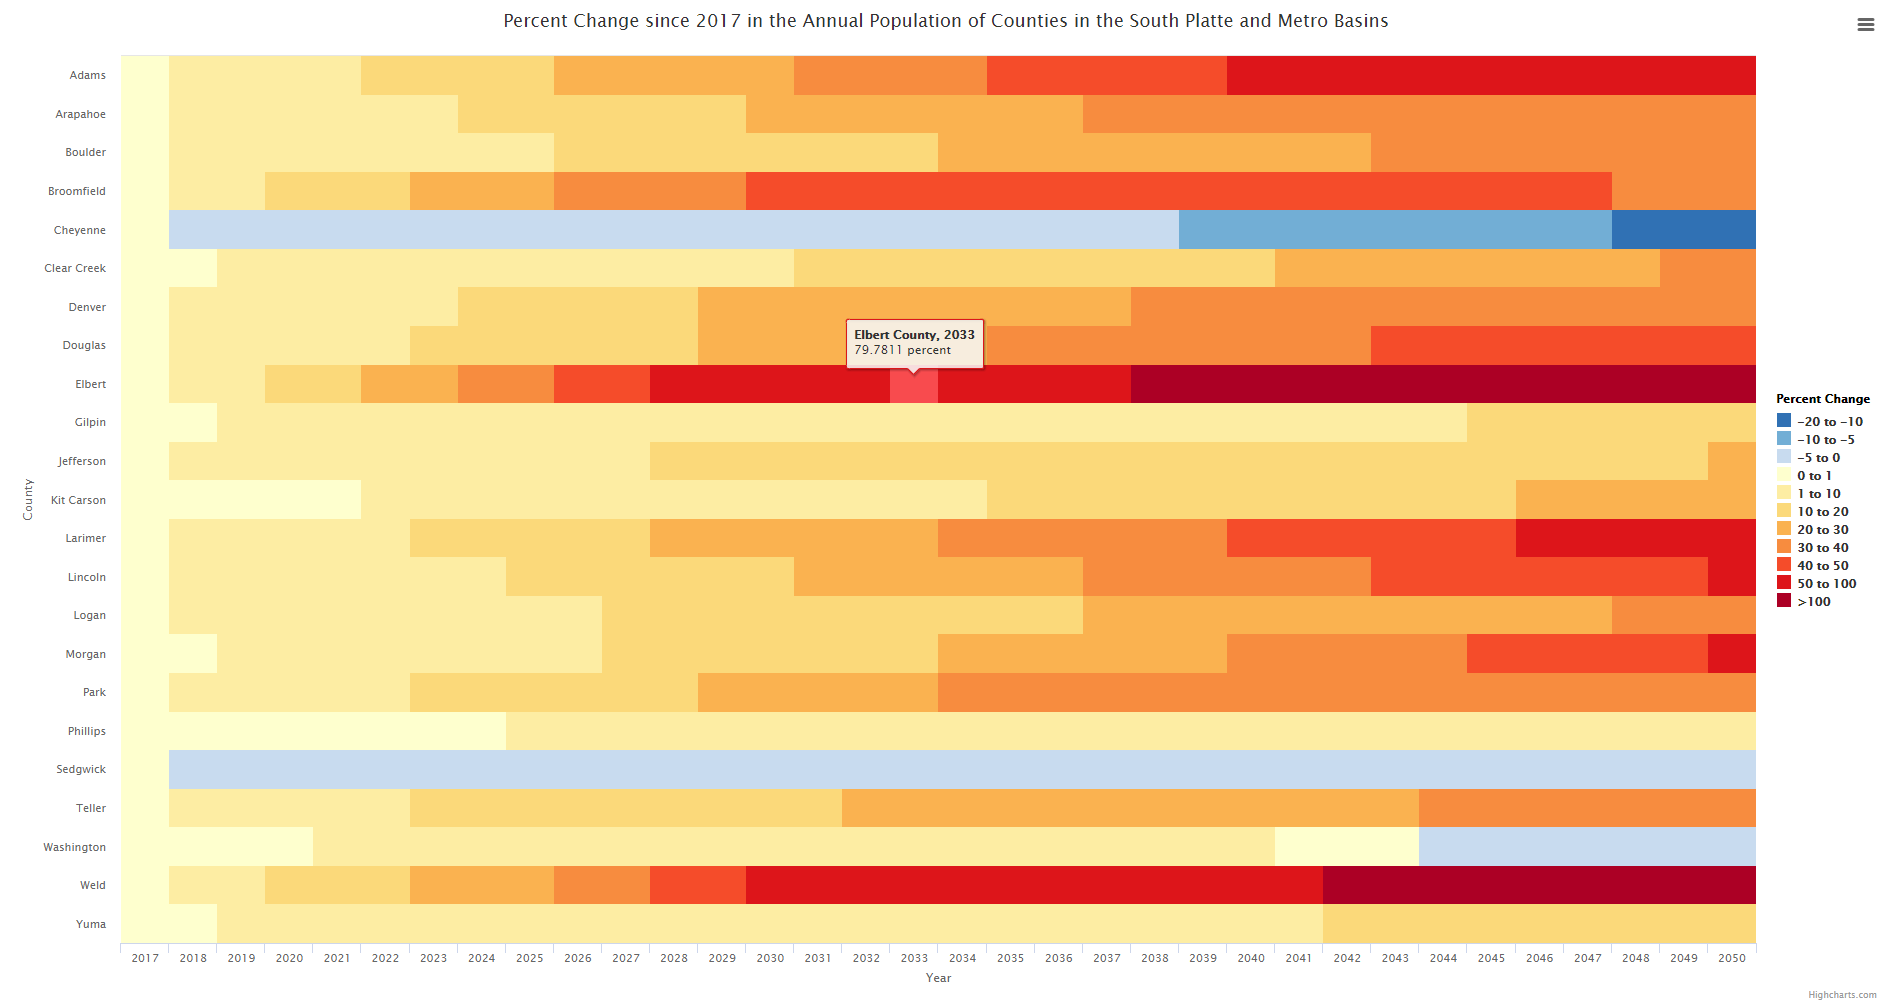 Percent Change since 2017 in the Annual Population of Counties in the South Platte and Metro Basins
County
Adams
Arapahoe
Boulder
Broomfield
Cheyenne
Clear Creek
Denver
Douglas
Elbert
Gilpin
Jefferson
Kit Carson
Larimer
Lincoln
Logan
Morgan
Park
Phillips
Sedgwick
Teller
Washington
Weld
Yuma
Elbert County, 2033
79.7811 percent
2017 2018 2019 2020 2021 2022 2023 2024 2025 2026 2027 2028 2029 2030 2031 2032 2033 2034 2035 2036 2037 2038 2039 2040 2041 2042 2043 2044 2045 2046 2047 2048 2049 2050
Year
Percent Change
-20 to -10
-10 to -5
-5 to 0
0 to 1
1 to 10
10 to 20
20 to 30
30 to 40
40 to 50
50 to 100
>100
Highcharts.com